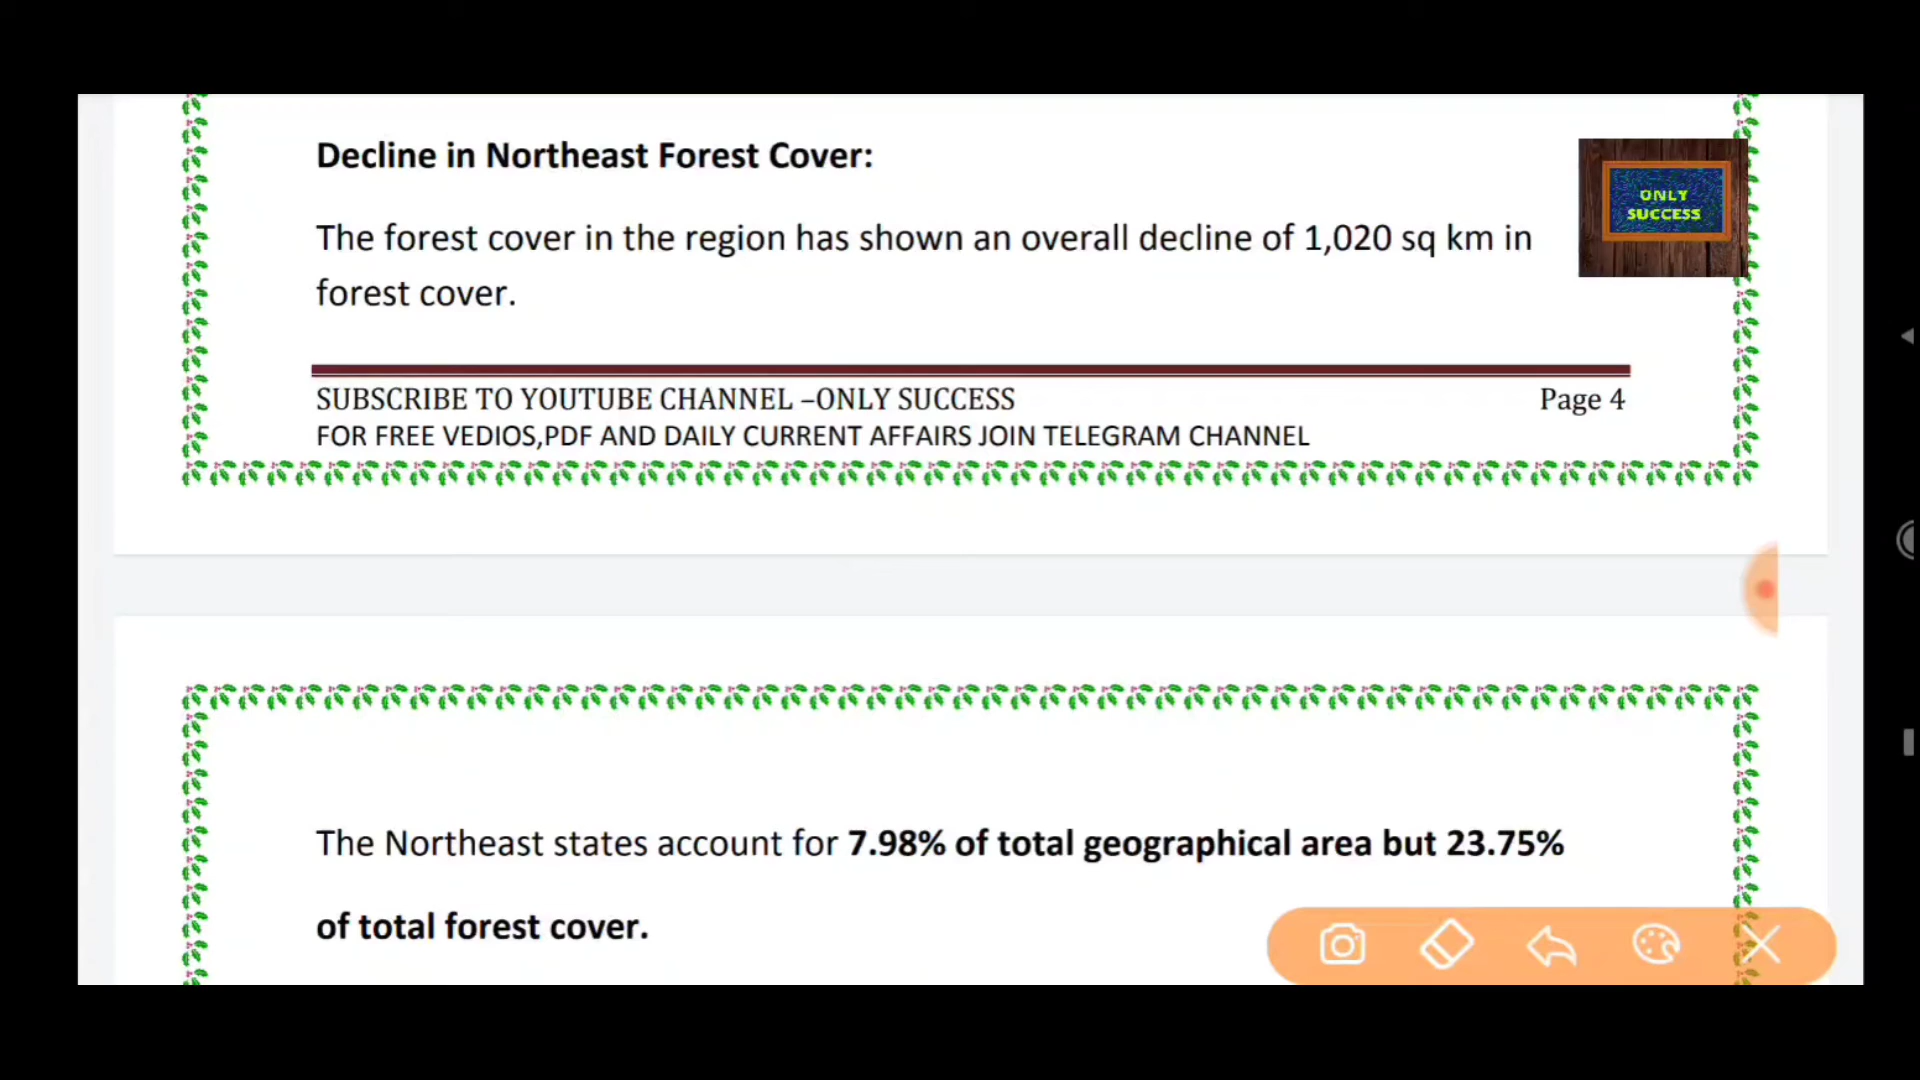 Decline in Northeast Forest Cover:
ONLY
SUCCESS
The forest cover in the region has shown an overall decline of 1,020 sq km in
forest cover.
SUBSCRIBE TO YOUTUBE CHANNEL –ONLY SUCCESS Page 4
FOR FREE VEDIOS,PDF AND DAILY CURRENT AFFAIRS JOIN TELEGRAM CHANNEL
The Northeast states account for 7.98% of total geographical area but 23.75%
of total forest cover.